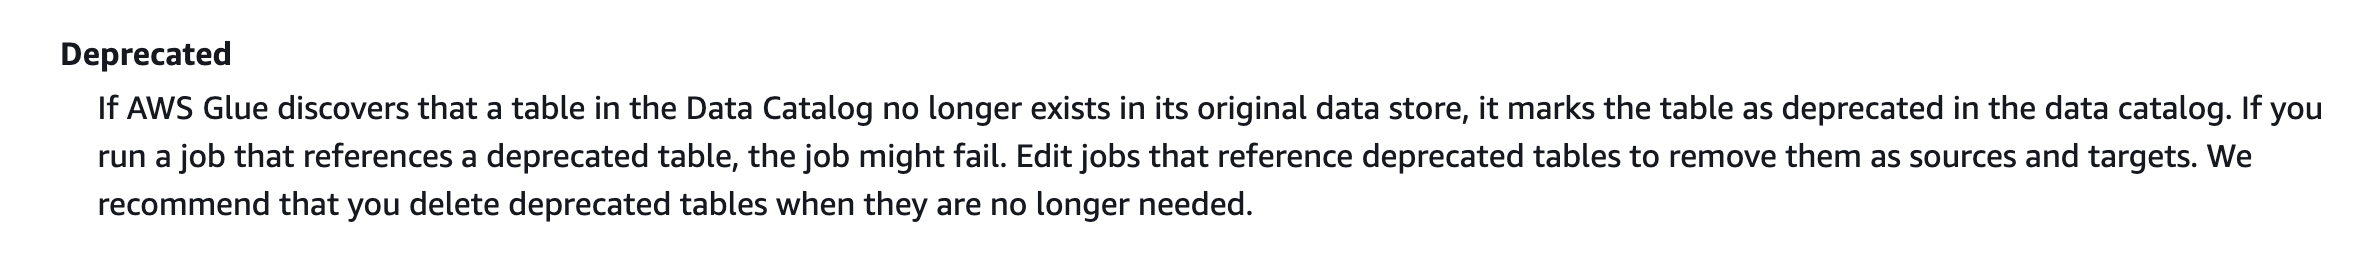 Deprecated
If AWS Glue discovers that a table in the Data Catalog no longer exists in its original data store, it marks the table as deprecated in the data catalog. If you
run a job that references a deprecated table, the job might fail. Edit jobs that reference deprecated tables to remove them as sources and targets. We
recommend that you delete deprecated tables when they are no longer needed.